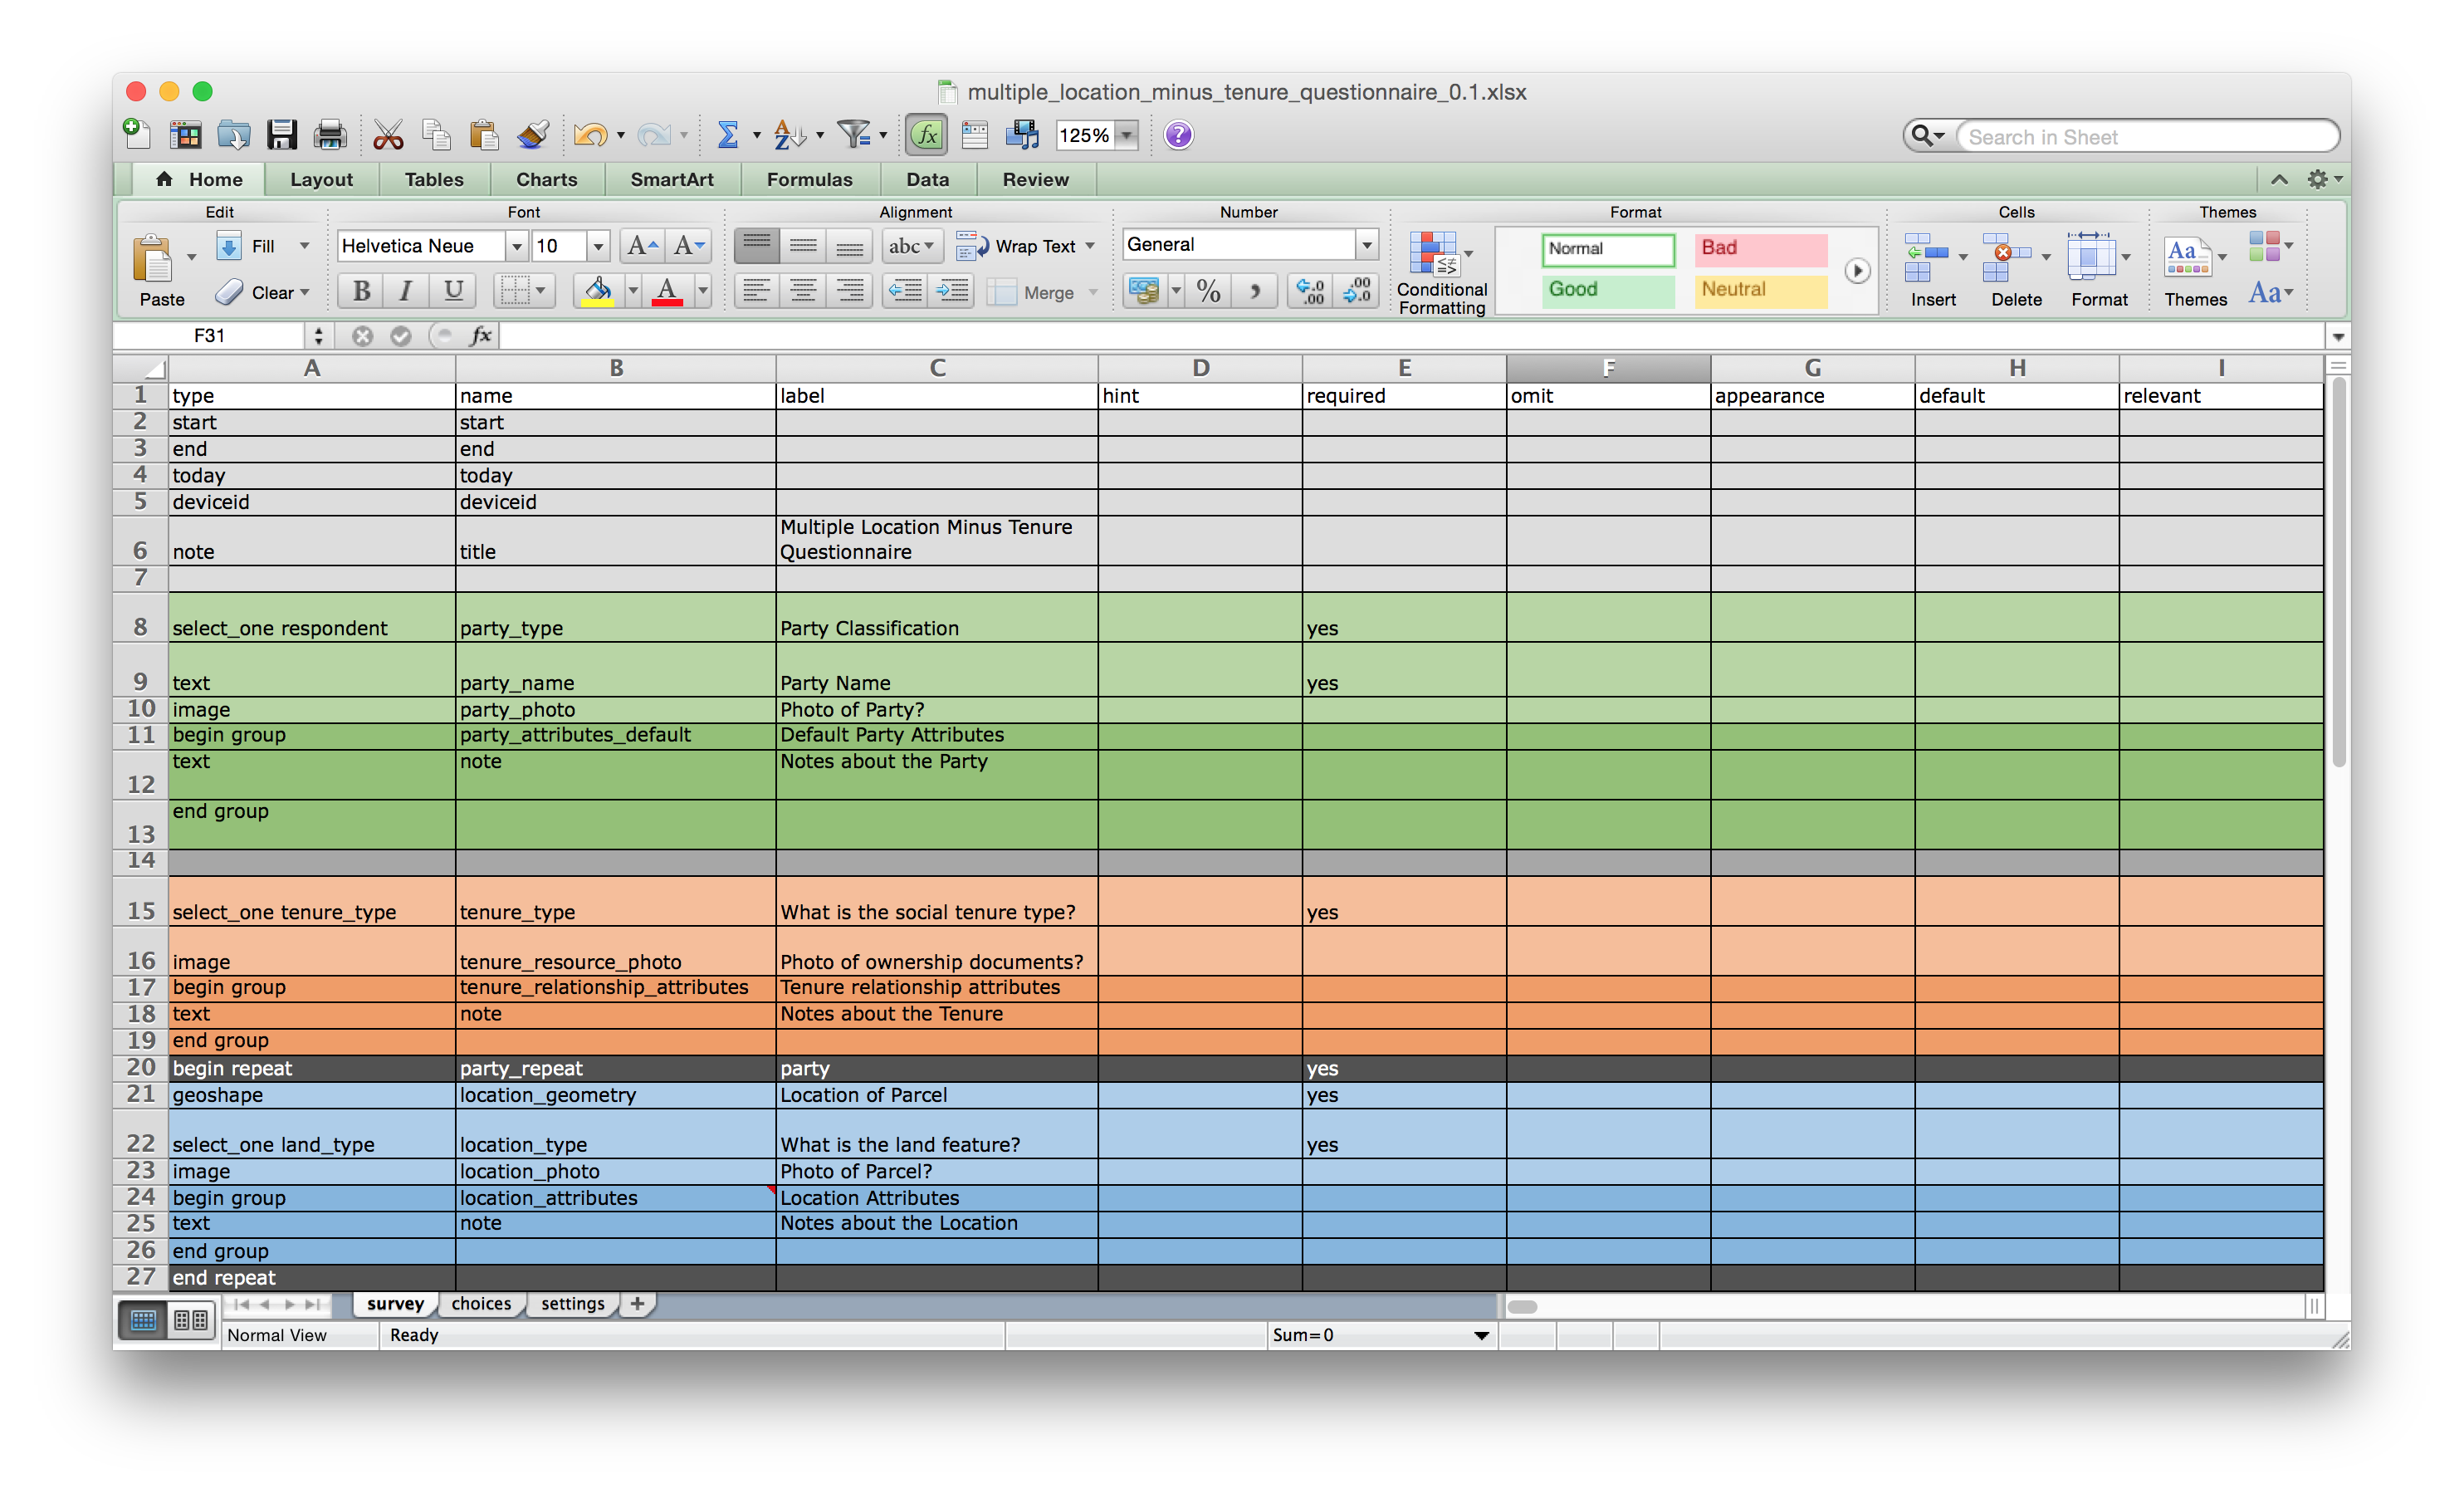 multiple_location_minus_tenure_questionnaire_0.1.xlsx
125%
Search in Sheet
Home Layout Tables Charts SmartArt Formulas Data Review
Edit Font Alignment Number Format Cells Themes
Fill Helvetica Neue 10 abc Wrap Text General Normal Bad
Paste Clear B I U A Merge % Conditional Formatting Good Neutral Insert Delete Format Themes Aa
F31 fx
A B C D E F G H I
1 type name label hint required omit appearance default relevant
2 start start
3 end end
4 today today
5 deviceid deviceid
6 note title Multiple Location Minus Tenure Questionnaire
7
8 select_one respondent party_type Party Classification yes
9 text party_name Party Name yes
10 image party_photo Photo of Party?
11 begin group party_attributes_default Default Party Attributes
12 text note Notes about the Party
13 end group
14
15 select_one tenure_type tenure_type What is the social tenure type? yes
16 image tenure_resource_photo Photo of ownership documents?
17 begin group tenure_relationship_attributes Tenure relationship attributes
18 text note Notes about the Tenure
19 end group
20 begin repeat party_repeat party yes
21 geoshape location_geometry Location of Parcel yes
22 select_one land_type location_type What is the land feature? yes
23 image location_photo Photo of Parcel?
24 begin group location_attributes Location Attributes
25 text note Notes about the Location
26 end group
27 end repeat
survey choices settings +
Normal View Ready Sum=0